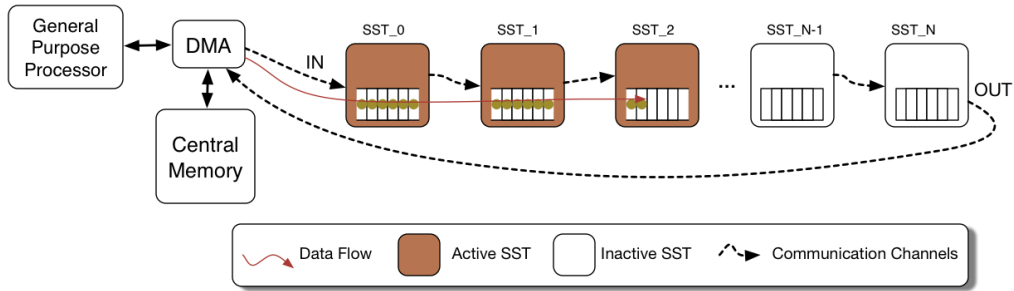 General
Purpose
Processor
DMA
Central
Memory
IN
SST_0
SST_1
SST_2
...
SST_N-1
SST_N
OUT
Data Flow
Active SST
Inactive SST
Communication Channels